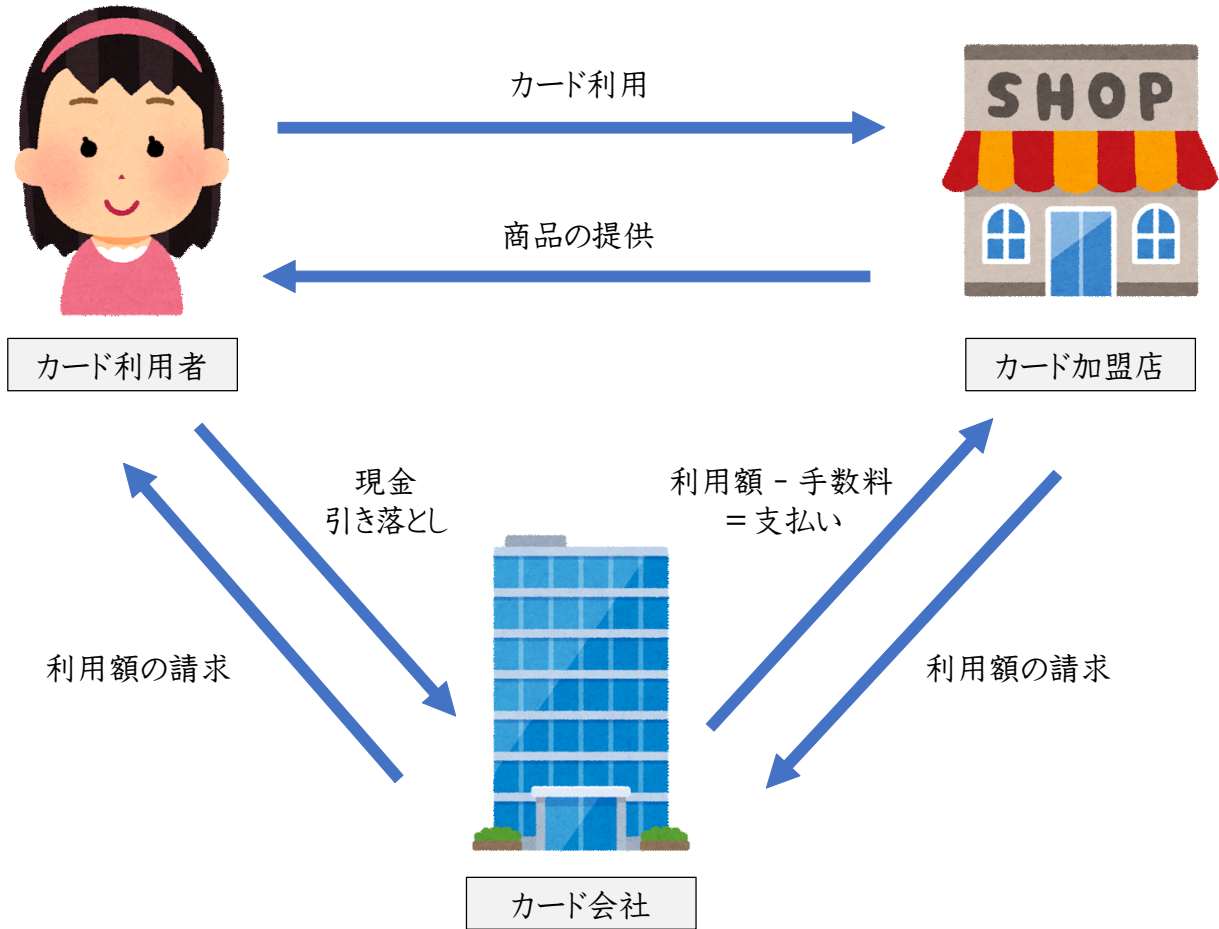 カード利用
SHOP
商品の提供
カード利用者
カード加盟店
現金
引き落とし
利用額 - 手数料
= 支払い
利用額の請求
利用額の請求
カード会社